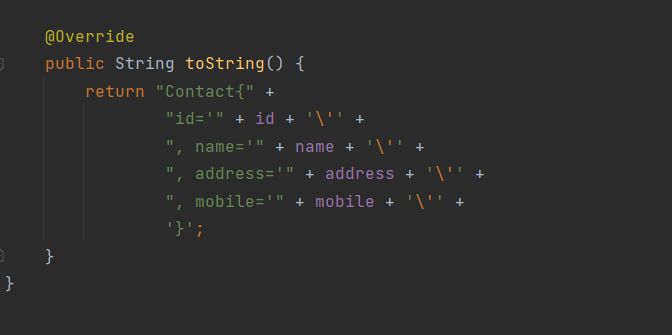 @Override
public String toString() {
return "Contact{" +
"id='" + id + '\'' +
", name='" + name + '\'' +
", address='" + address + '\'' +
", mobile='" + mobile + '\'' +
'}';
}
}